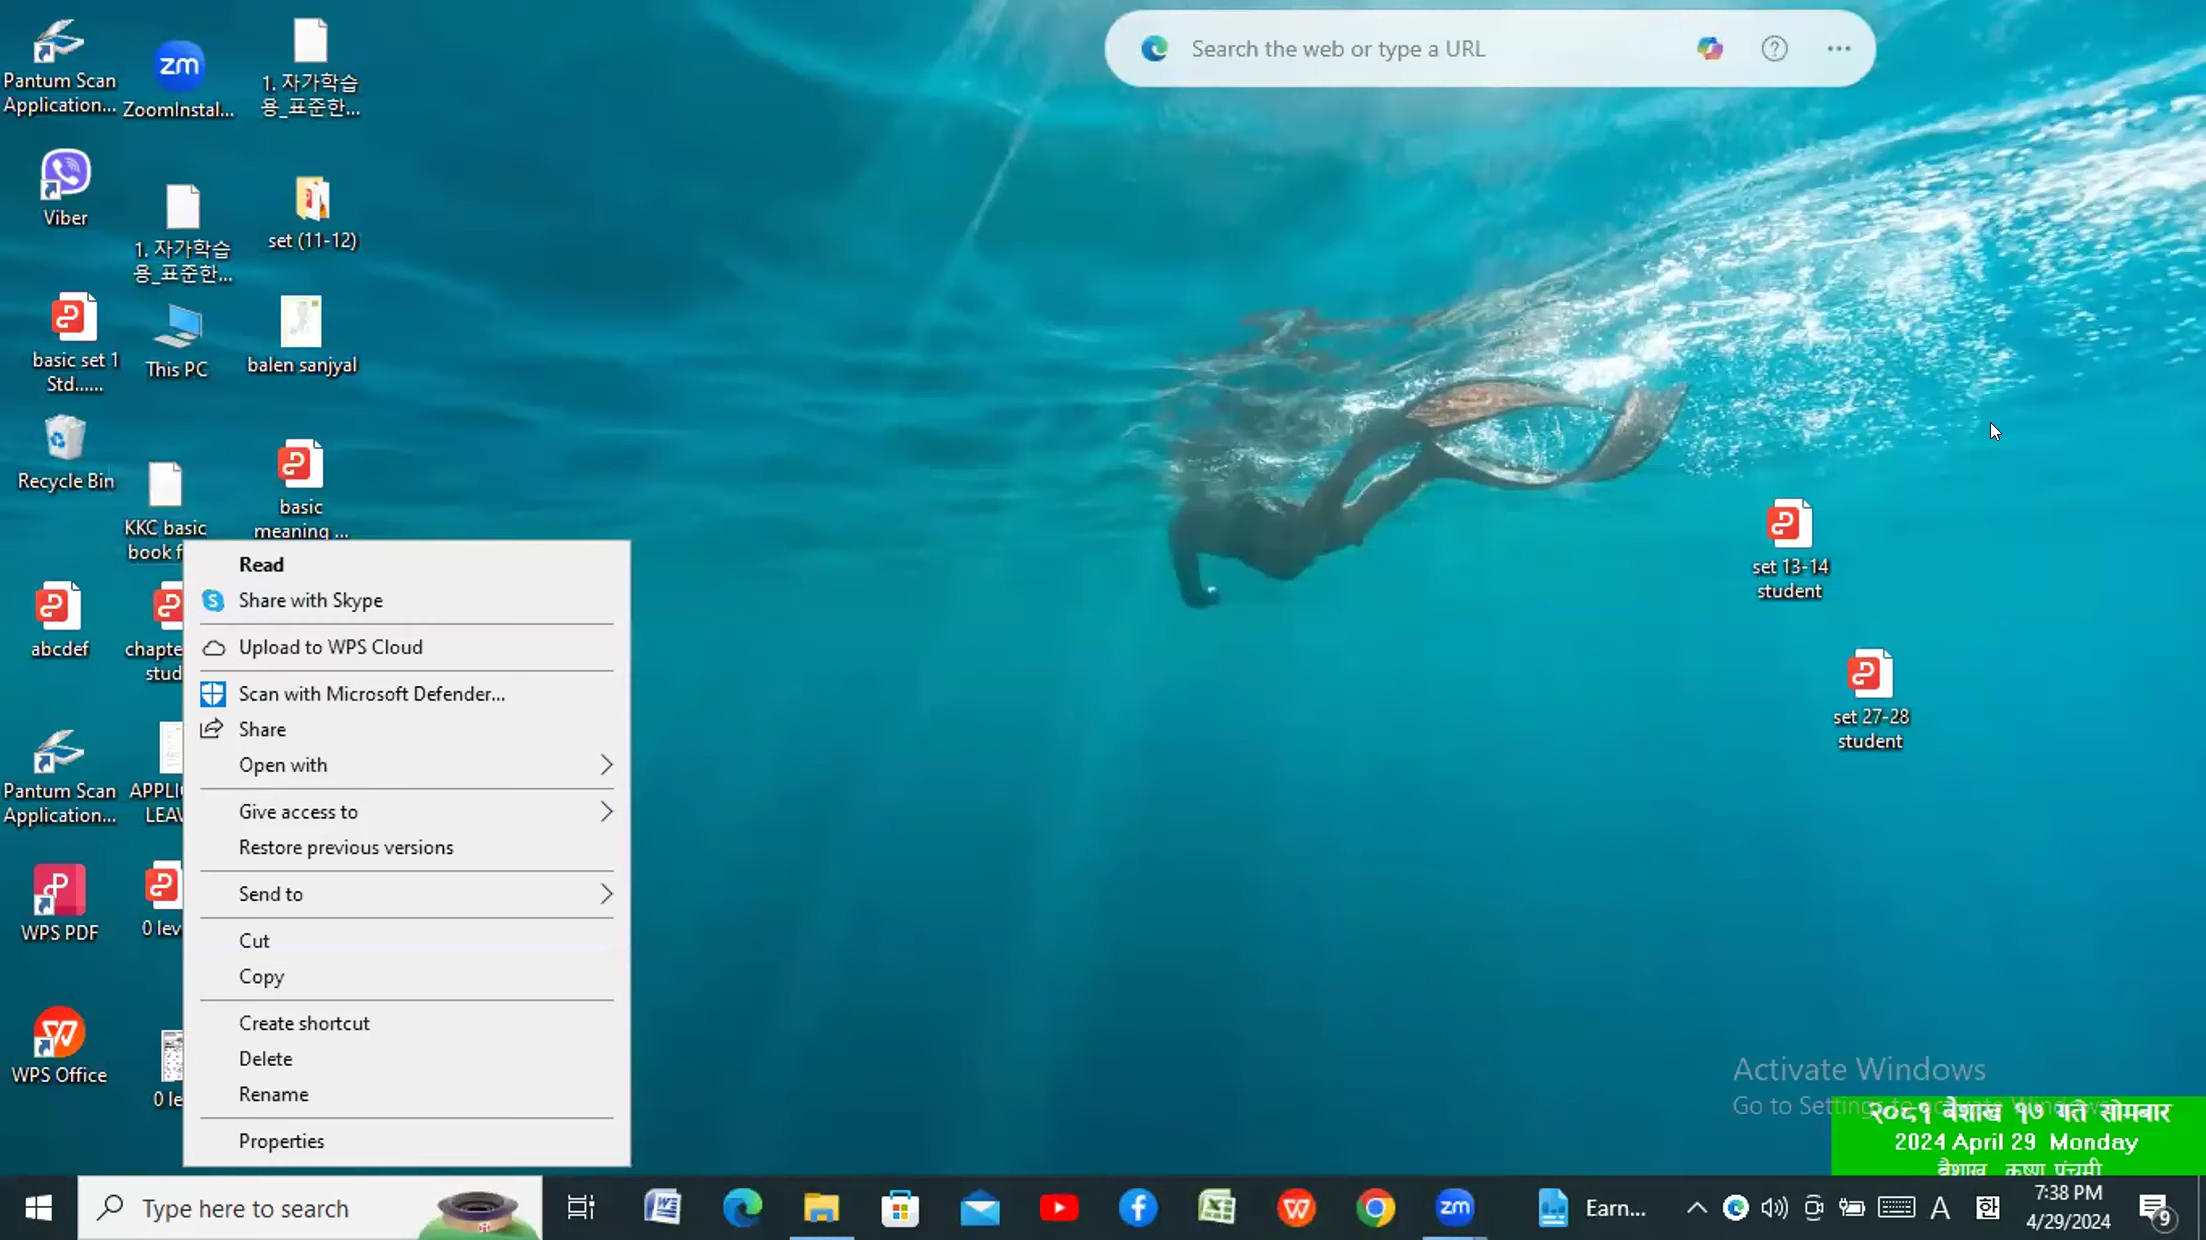 Search the web or type a URL
Pantum Scan
Application...
zm
ZoomInstal...
1. 자가학습
용_표준한...
Viber
1. 자가학습
용_표준한...
set (11-12)
basic set 1
Std......
This PC
balen sanjyal
Recycle Bin
KKC basic
book f
basic
meaning ...
abcdef
chapte
stud
Pantum Scan
Application...
APPLI
LEAV
WPS PDF
0 lev
WPS Office
0 le
Read
Share with Skype
Upload to WPS Cloud
Scan with Microsoft Defender...
Share
Open with
Give access to
Restore previous versions
Send to
Cut
Copy
Create shortcut
Delete
Rename
Properties
set 13-14
student
set 27-28
student
Activate Windows
Go to Settings to activate Windows.
२०८१ बैशाख १७ गते सोमबार
2024 April 29 Monday
बैशाख कृष्ण पंचमी
Type here to search
zm
Earn...
A
한
7:38 PM
4/29/2024
9